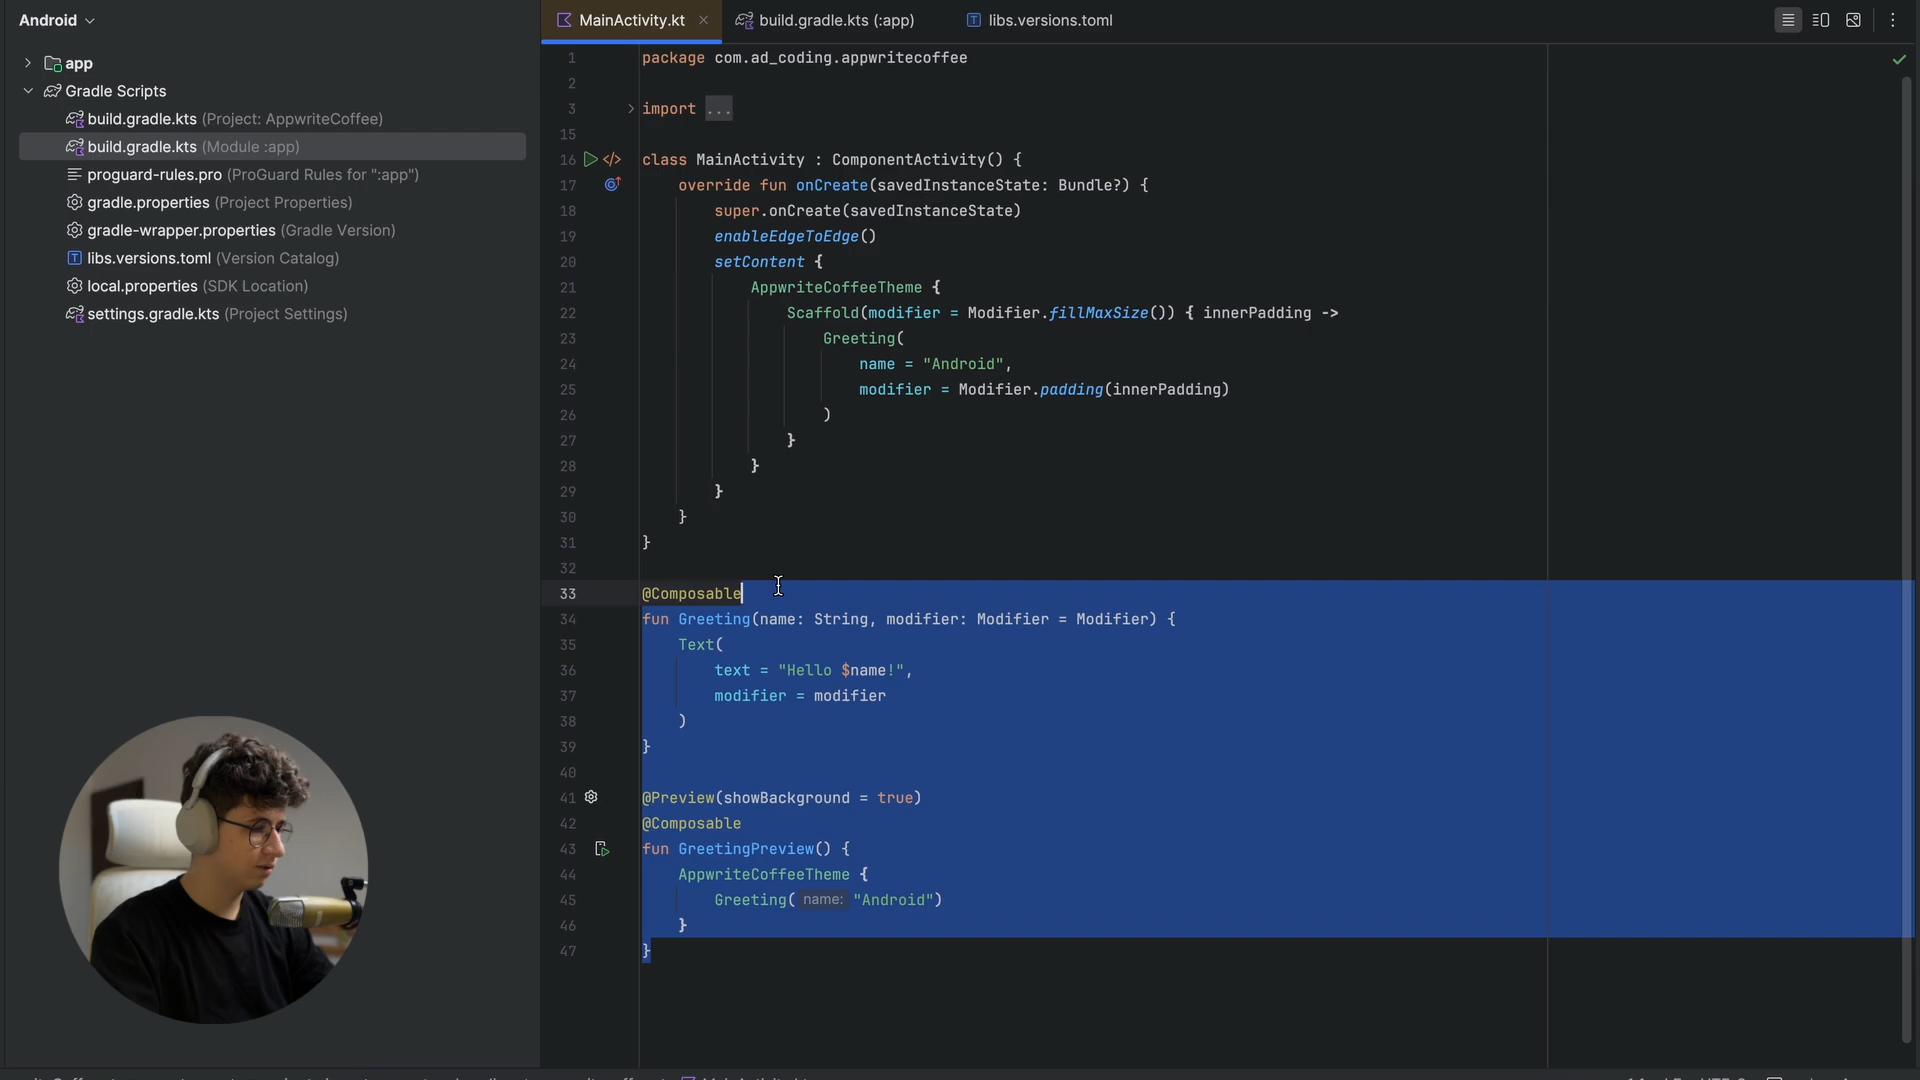 Android
app
Gradle Scripts
build.gradle.kts (Project: AppwriteCoffee)
build.gradle.kts (Module :app)
proguard-rules.pro (ProGuard Rules for ":app")
gradle.properties (Project Properties)
gradle-wrapper.properties (Gradle Version)
libs.versions.toml (Version Catalog)
local.properties (SDK Location)
settings.gradle.kts (Project Settings)
MainActivity.kt
build.gradle.kts (:app)
libs.versions.toml
1 package com.ad_coding.appwritecoffee
2
3 import ...
15
16 class MainActivity : ComponentActivity() {
17 override fun onCreate(savedInstanceState: Bundle?) {
18 super.onCreate(savedInstanceState)
19 enableEdgeToEdge()
20 setContent {
21 AppwriteCoffeeTheme {
22 Scaffold(modifier = Modifier.fillMaxSize()) { innerPadding ->
23 Greeting(
24 name = "Android",
25 modifier = Modifier.padding(innerPadding)
26 )
27 }
28 }
29 }
30 }
31 }
32
33 @Composable
34 fun Greeting(name: String, modifier: Modifier = Modifier) {
35 Text(
36 text = "Hello $name!",
37 modifier = modifier
38 )
39 }
40
41 @Preview(showBackground = true)
42 @Composable
43 fun GreetingPreview() {
44 AppwriteCoffeeTheme {
45 Greeting( name: "Android")
46 }
47 }